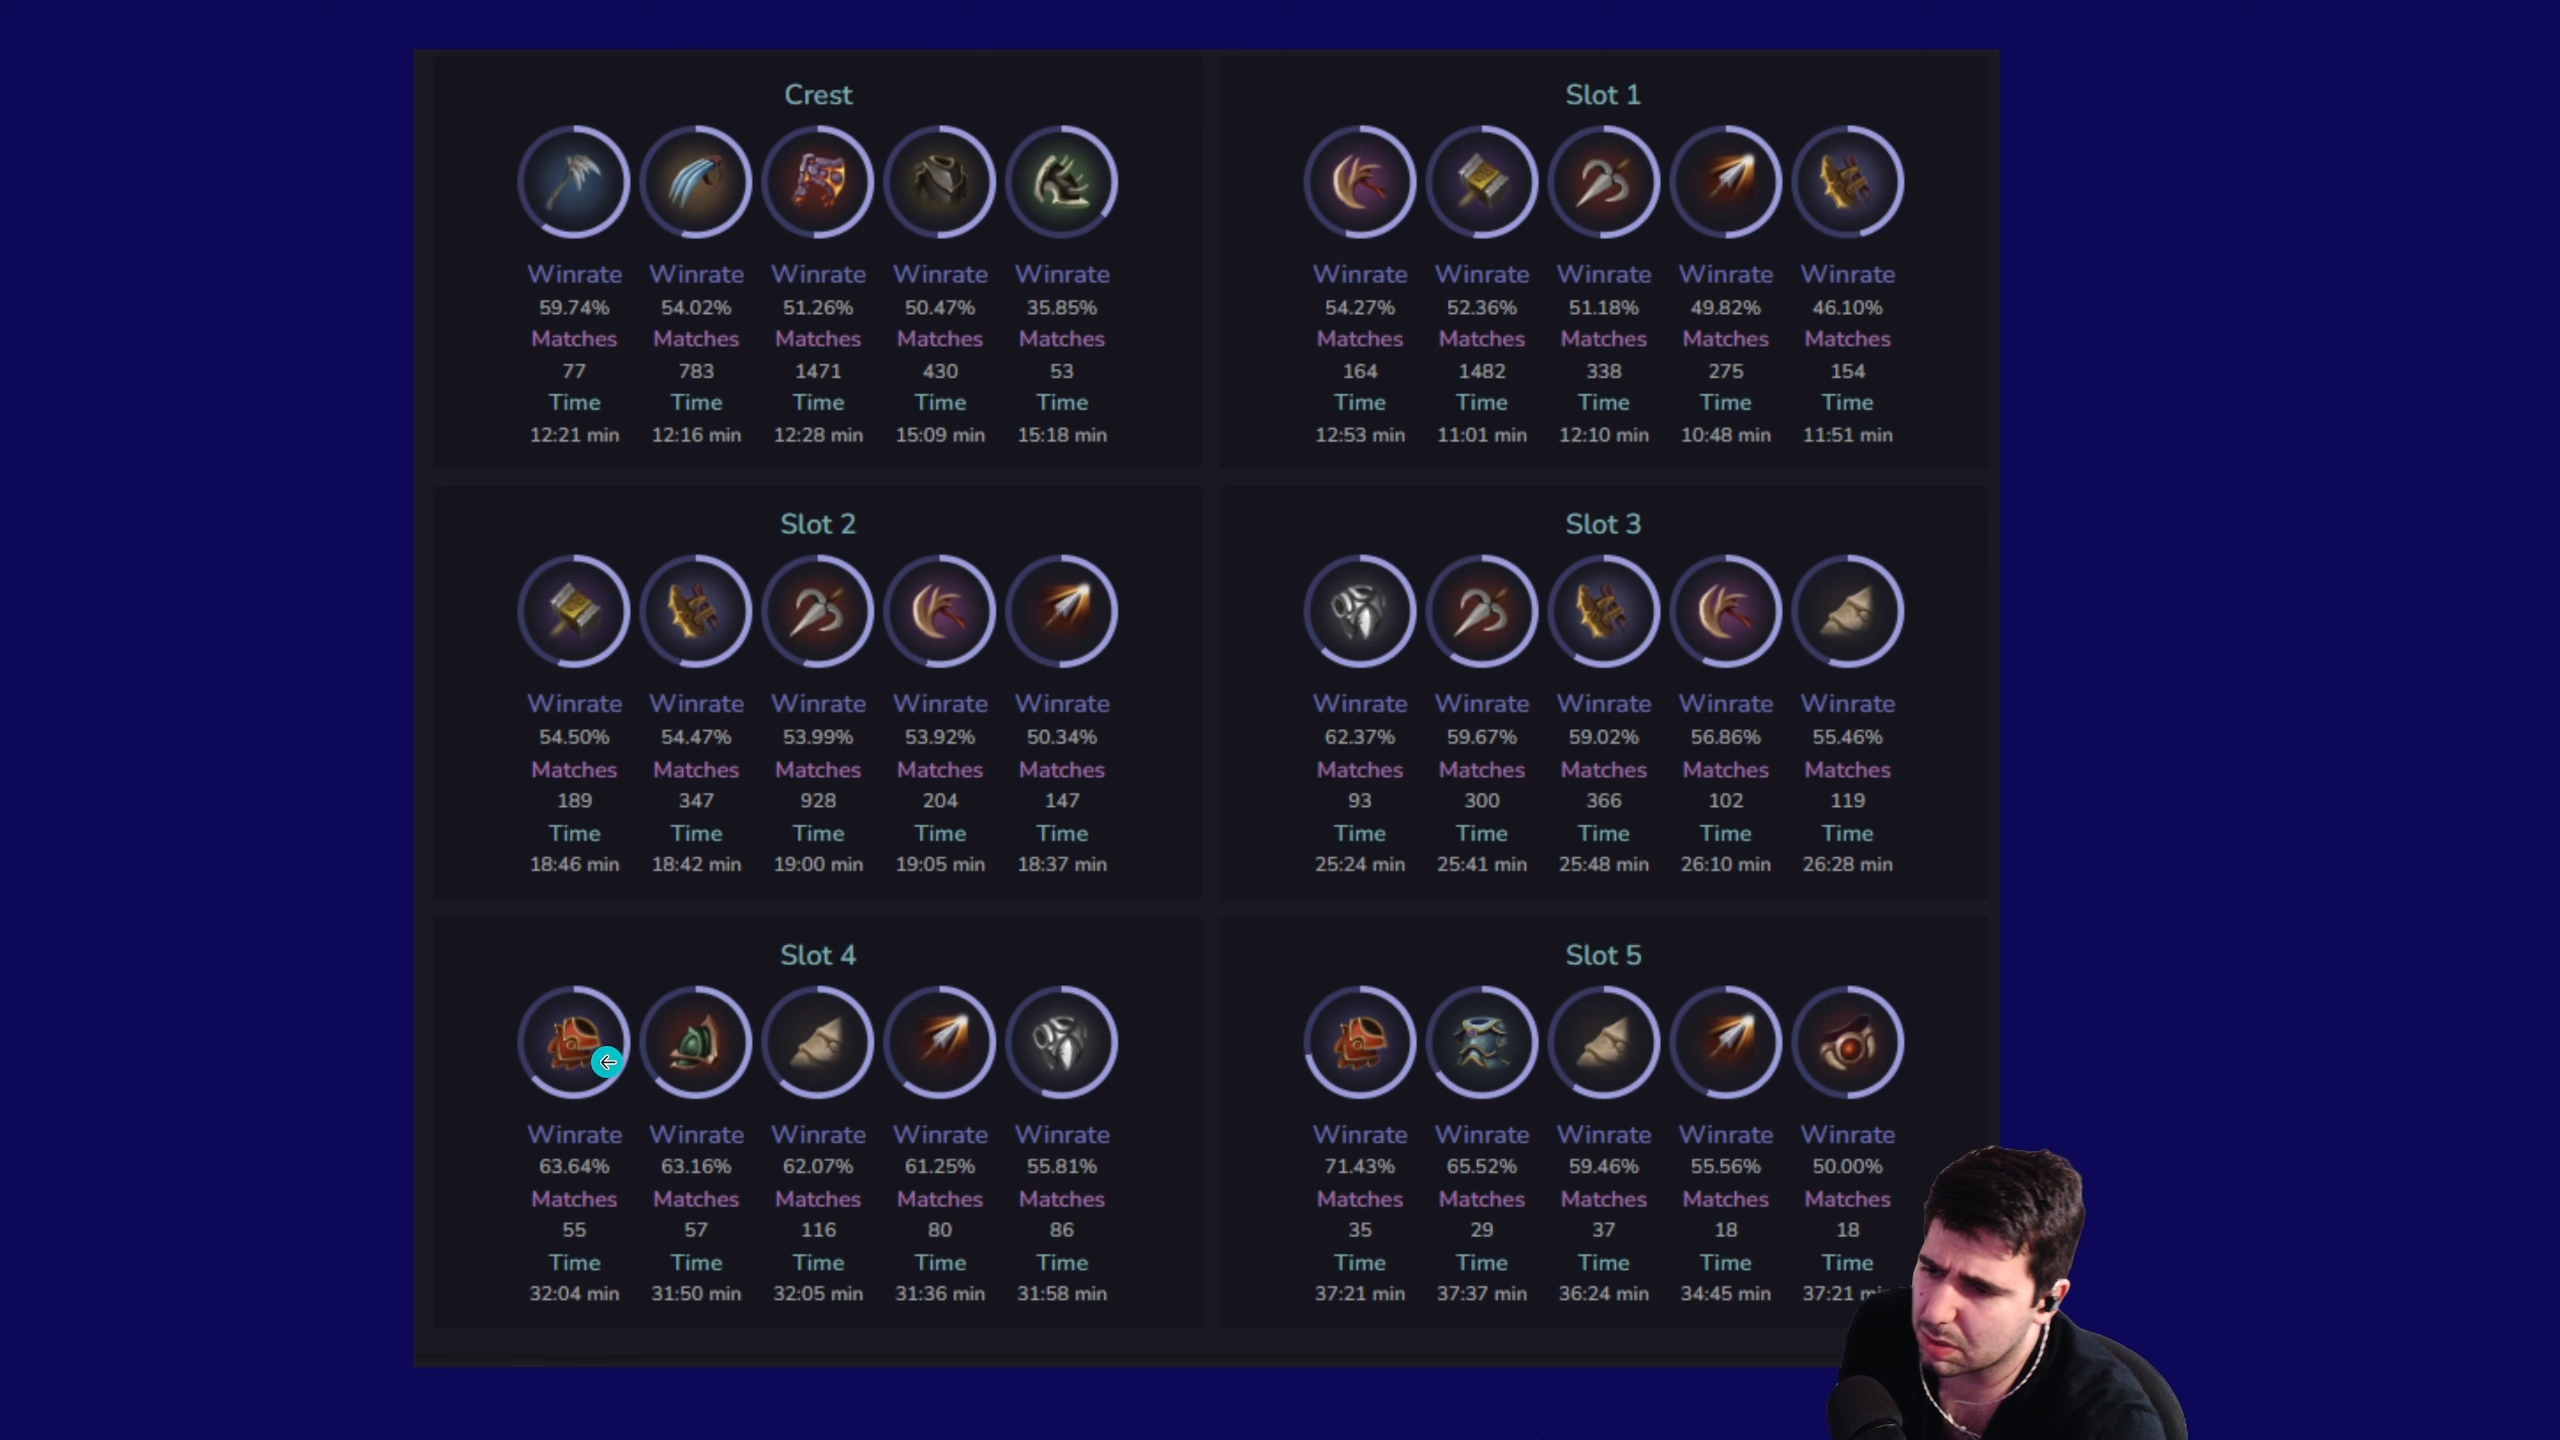 Crest
Winrate Winrate Winrate Winrate Winrate
59.74% 54.02% 51.26% 50.47% 35.85%
Matches Matches Matches Matches Matches
77 783 1471 430 53
Time Time Time Time Time
12:21 min 12:16 min 12:28 min 15:09 min 15:18 min
Slot 1
Winrate Winrate Winrate Winrate Winrate
54.27% 52.36% 51.18% 49.82% 46.10%
Matches Matches Matches Matches Matches
164 1482 338 275 154
Time Time Time Time Time
12:53 min 11:01 min 12:10 min 10:48 min 11:51 min
Slot 2
Winrate Winrate Winrate Winrate Winrate
54.50% 54.47% 53.99% 53.92% 50.34%
Matches Matches Matches Matches Matches
189 347 928 204 147
Time Time Time Time Time
18:46 min 18:42 min 19:00 min 19:05 min 18:37 min
Slot 3
Winrate Winrate Winrate Winrate Winrate
62.37% 59.67% 59.02% 56.86% 55.46%
Matches Matches Matches Matches Matches
93 300 366 102 119
Time Time Time Time Time
25:24 min 25:41 min 25:48 min 26:10 min 26:28 min
Slot 4
Winrate Winrate Winrate Winrate Winrate
63.64% 63.16% 62.07% 61.25% 55.81%
Matches Matches Matches Matches Matches
55 57 116 80 86
Time Time Time Time Time
32:04 min 31:50 min 32:05 min 31:36 min 31:58 min
Slot 5
Winrate Winrate Winrate Winrate Winrate
71.43% 65.52% 59.46% 55.56% 50.00%
Matches Matches Matches Matches Matches
35 29 37 18 18
Time Time Time Time Time
37:21 min 37:37 min 36:24 min 34:45 min 37:21